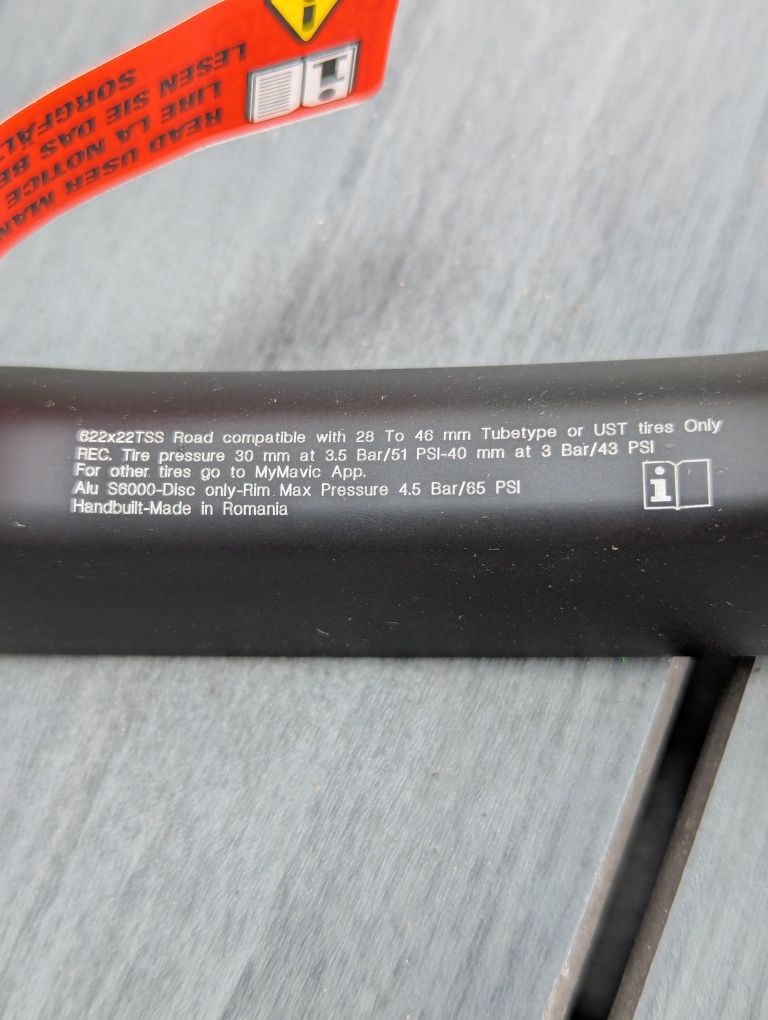 READ USER MAN
LIRE LA NOTICE
LESEN SIE DAS BE
SORGFÄL
622x22TSS Road compatible with 28 To 46 mm Tubetype or UST tires Only
REC. Tire pressure 30 mm at 3.5 Bar/51 PSI-40 mm at 3 Bar/43 PSI
For other tires go to MyMavic App.
Alu S6000-Disc only-Rim Max Pressure 4.5 Bar/65 PSI
Handbuilt-Made in Romania
i